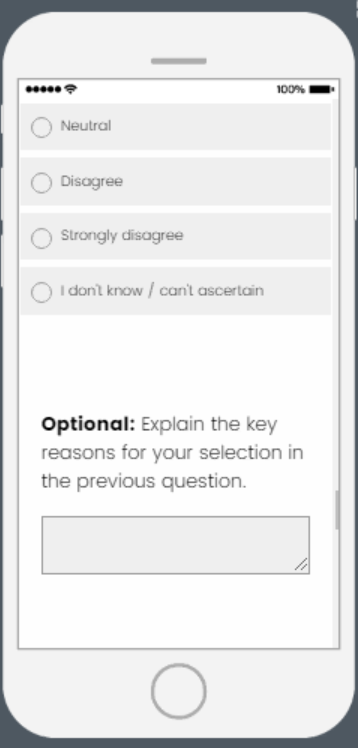 100%
Neutral
Disagree
Strongly disagree
I don't know / can't ascertain
Optional: Explain the key
reasons for your selection in
the previous question.